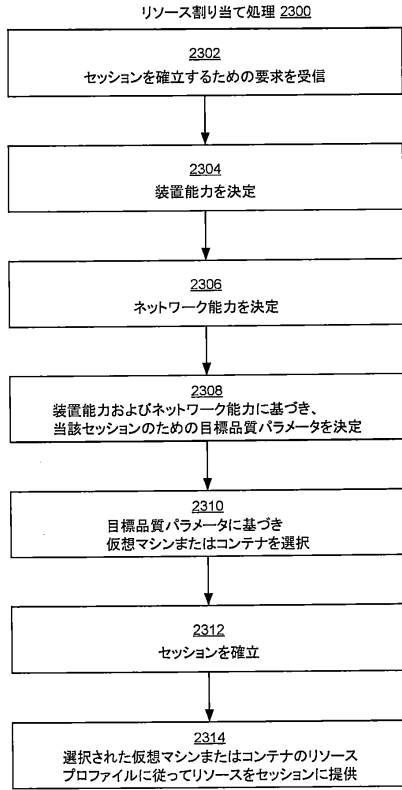 リソース割り当て処理 2300
2302
セッションを確立するための要求を受信
2304
装置能力を決定
2306
ネットワーク能力を決定
2308
装置能力およびネットワーク能力に基づき、
当該セッションのための目標品質パラメータを決定
2310
目標品質パラメータに基づき
仮想マシンまたはコンテナを選択
2312
セッションを確立
2314
選択された仮想マシンまたはコンテナのリソース
プロファイルに従ってリソースをセッションに提供